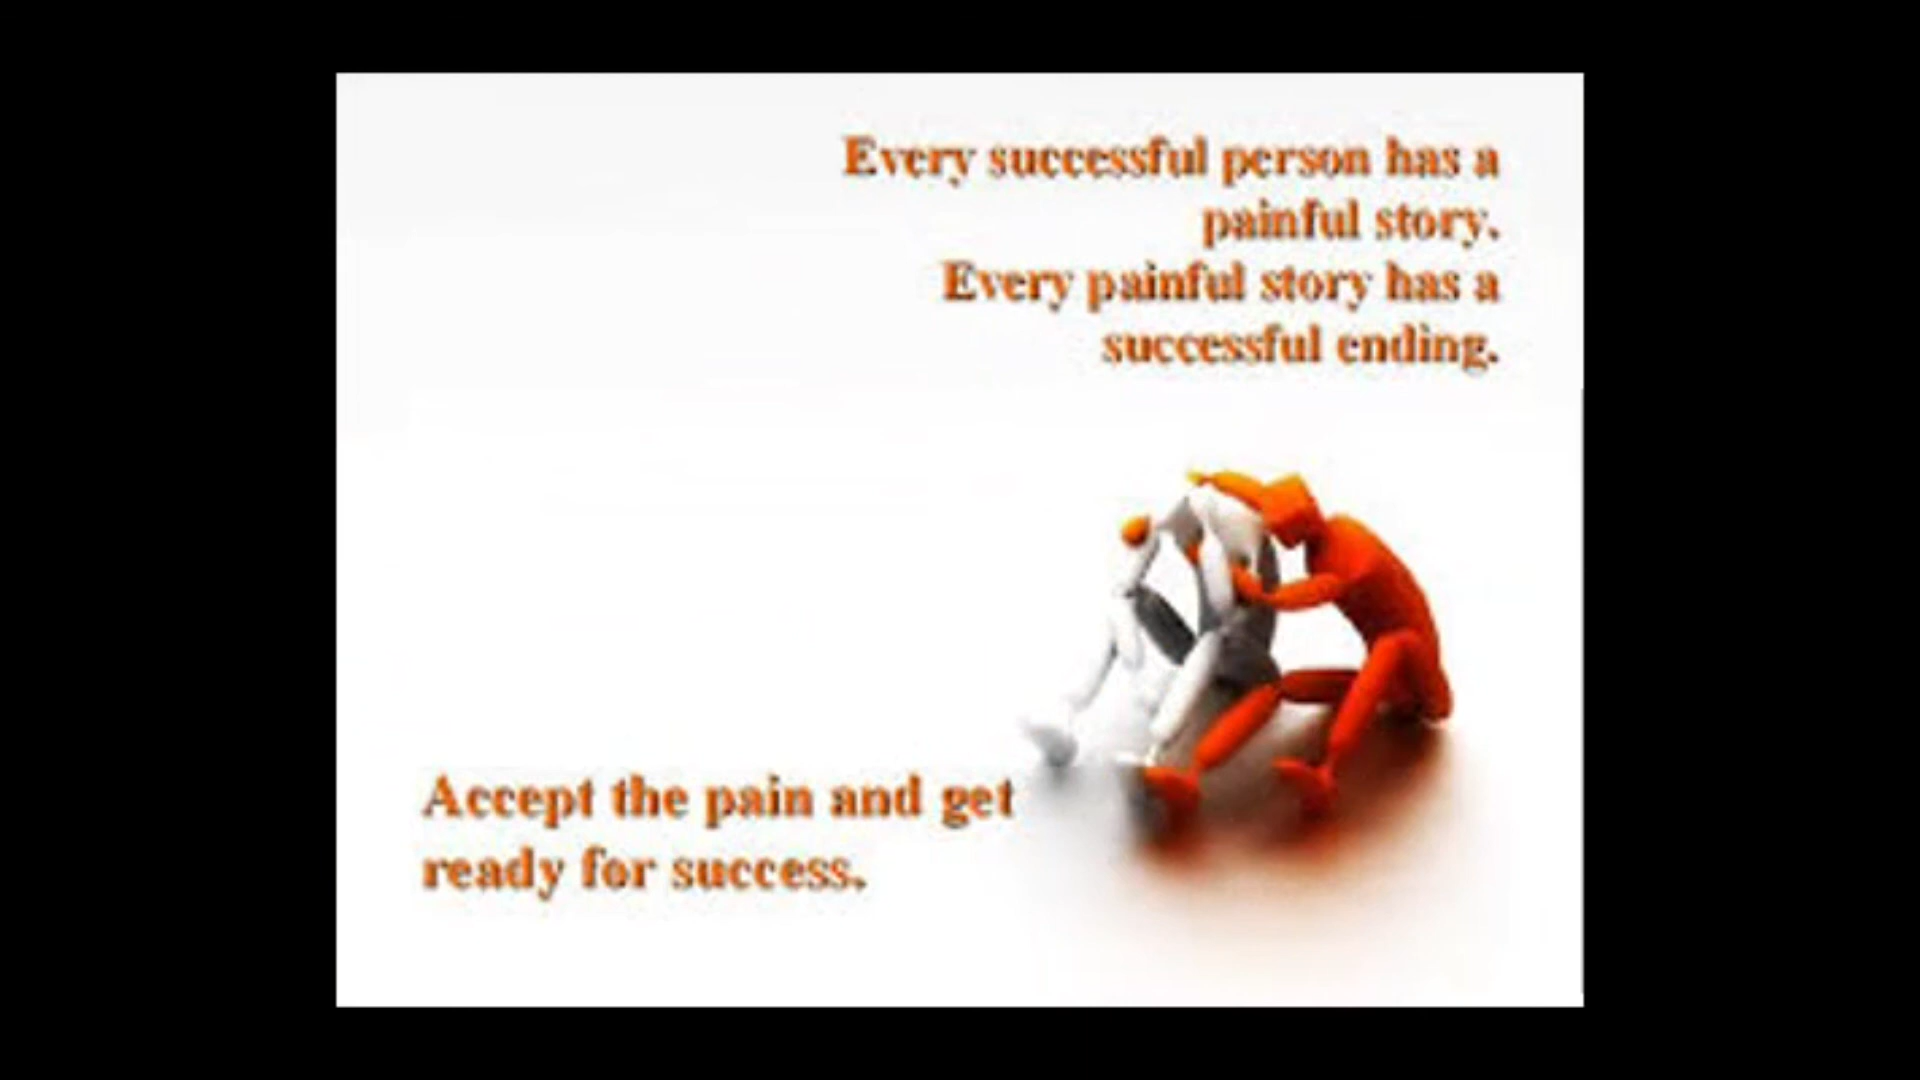 Every successful person has a
painful story.
Every painful story has a
successful ending.
Accept the pain and get
ready for success.